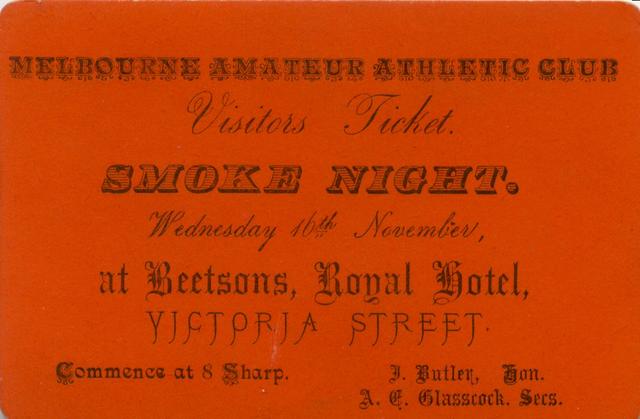 MELBOURNE AMATEUR ATHLETIC CLUB
Visitors Ticket.
SMOKE NIGHT.
Wednesday 16th November,
at Beetsons, Royal Hotel,
VICTORIA STREET.
Commence at 8 Sharp.
J. Butler, Hon.
A. E. Glasscock, Secs.